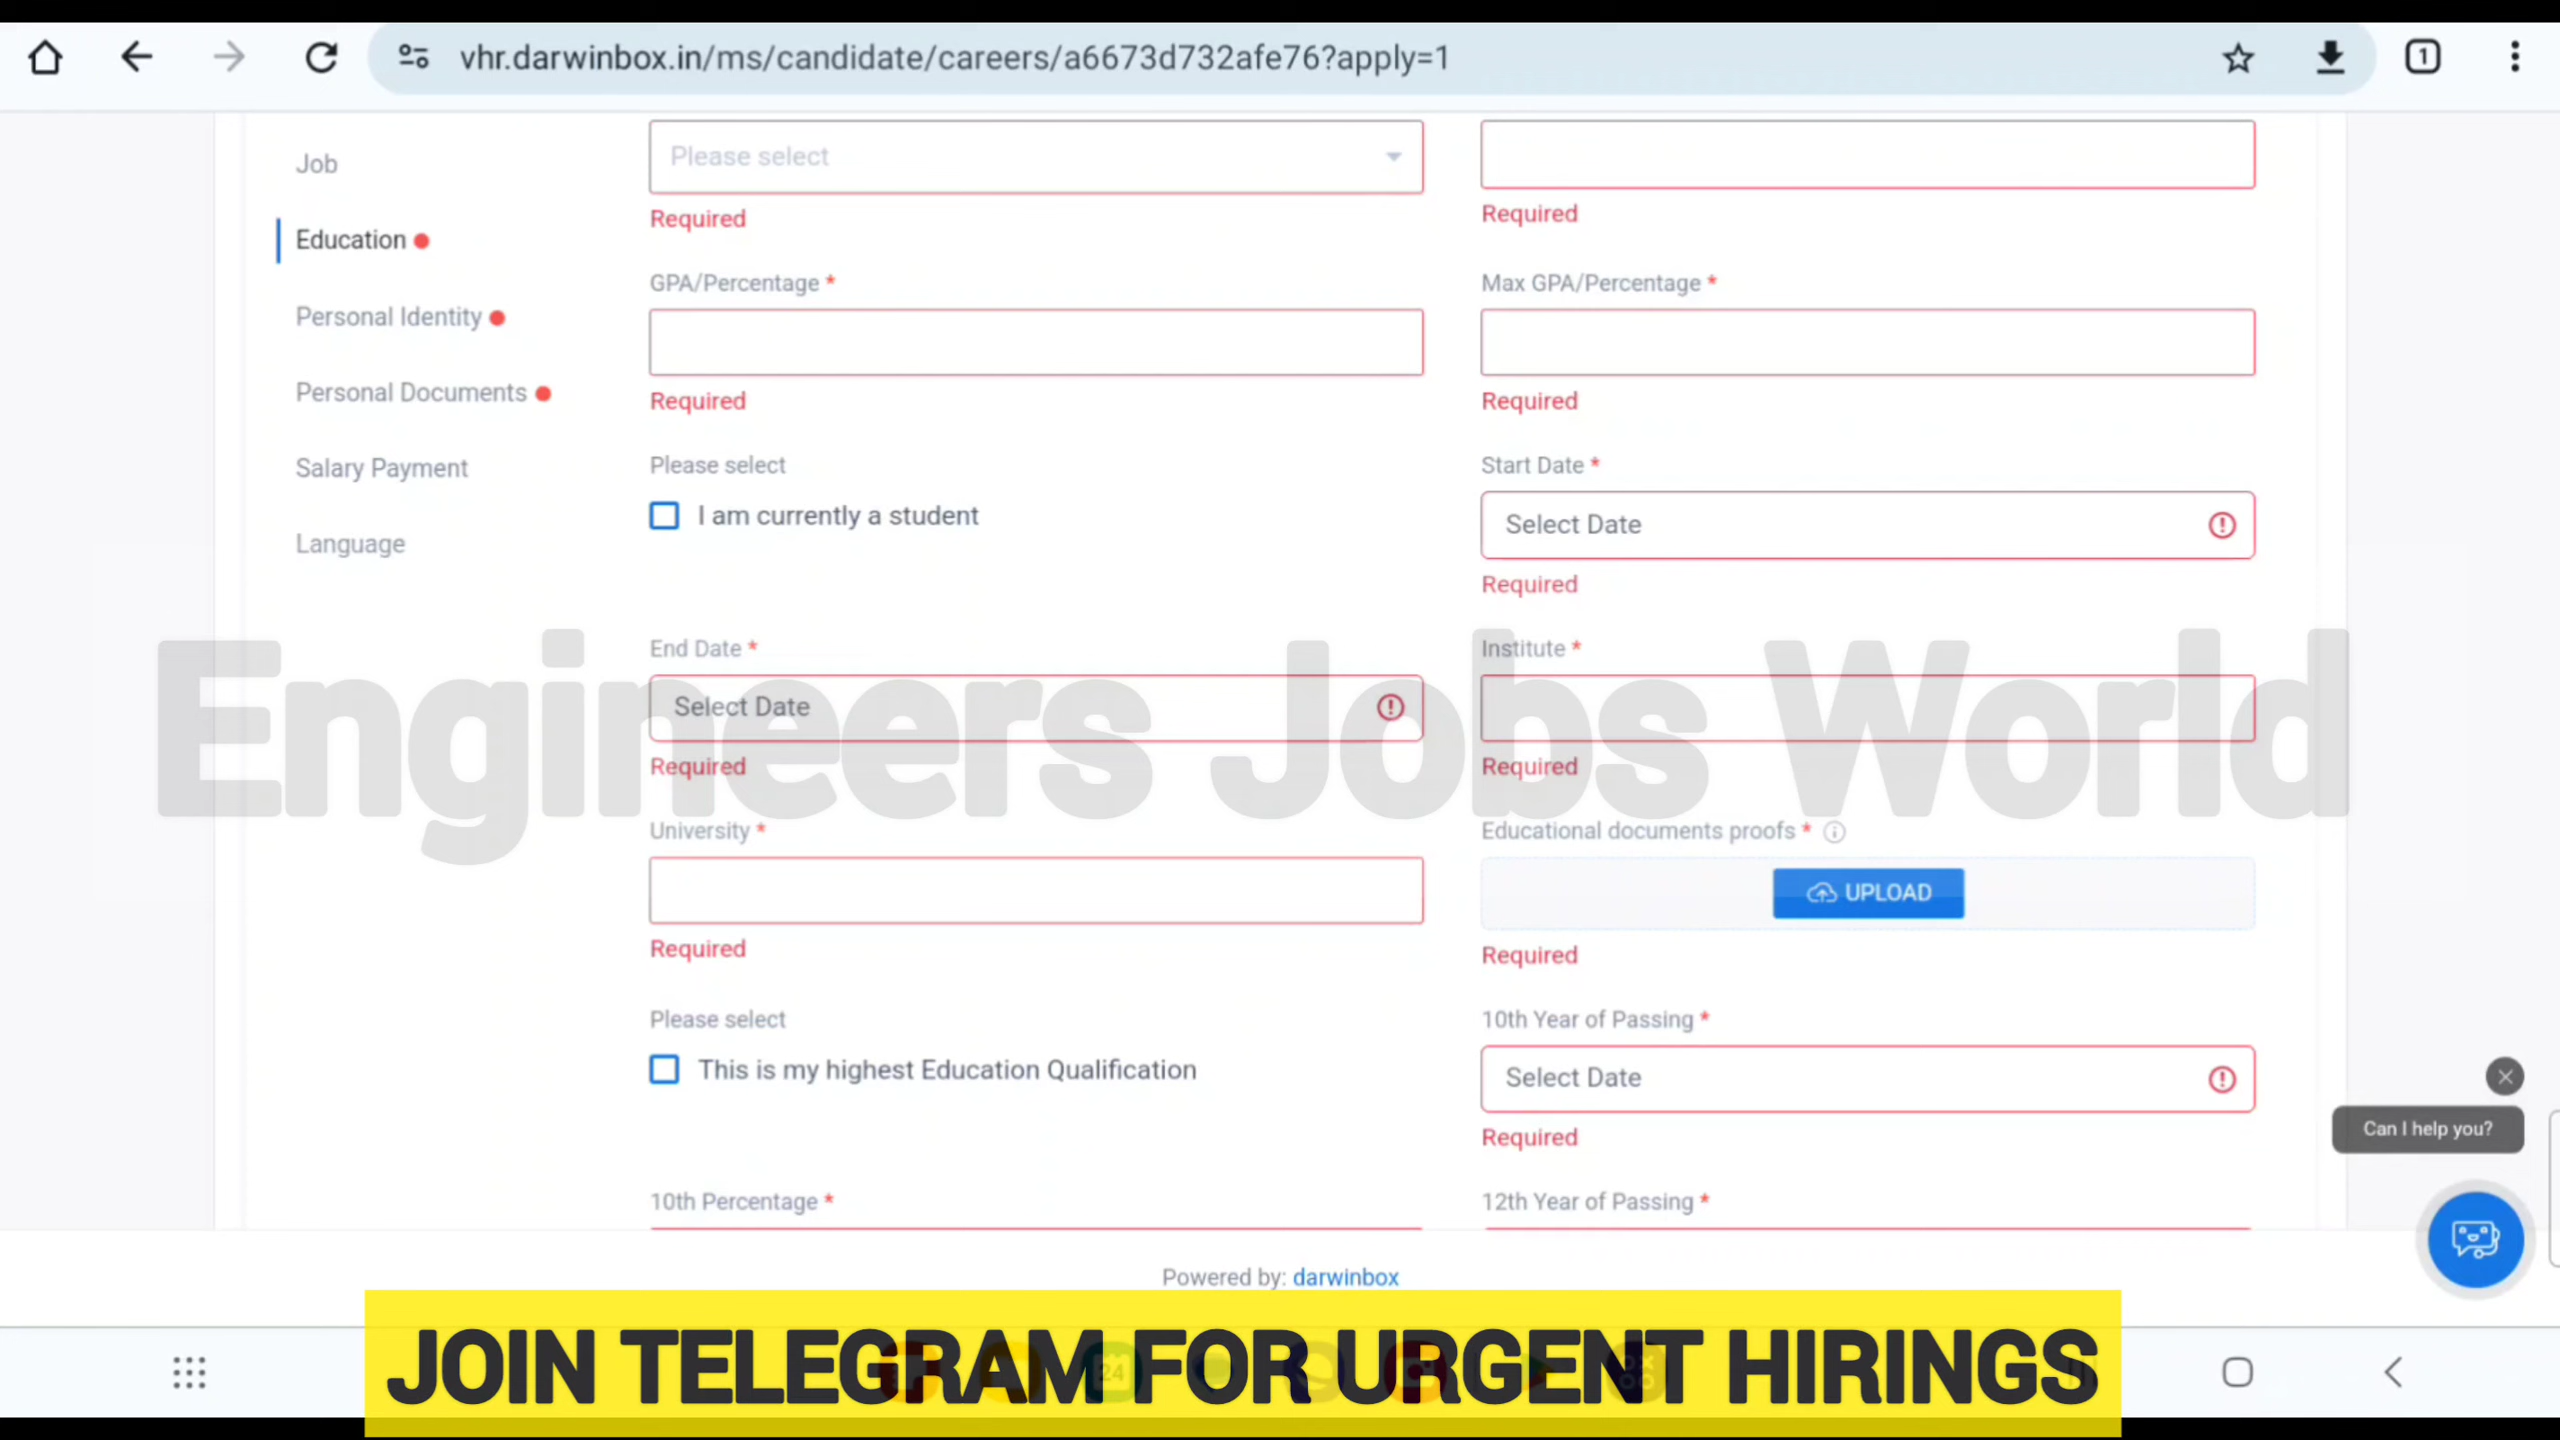 vhr.darwinbox.in/ms/candidate/careers/a6673d732afe76?apply=1
1
Job
Education
Personal Identity
Personal Documents
Salary Payment
Language
Please select
Required
Required
GPA/Percentage *
Max GPA/Percentage *
Required
Required
Please select
I am currently a student
Start Date *
Select Date
Required
End Date *
Institute *
Select Date
Required
Required
Engineers Jobs World
University *
Educational documents proofs *
UPLOAD
Required
Required
Please select
This is my highest Education Qualification
10th Year of Passing *
Select Date
Required
10th Percentage *
12th Year of Passing *
Can I help you?
Powered by: darwinbox
JOIN TELEGRAM FOR URGENT HIRINGS
24